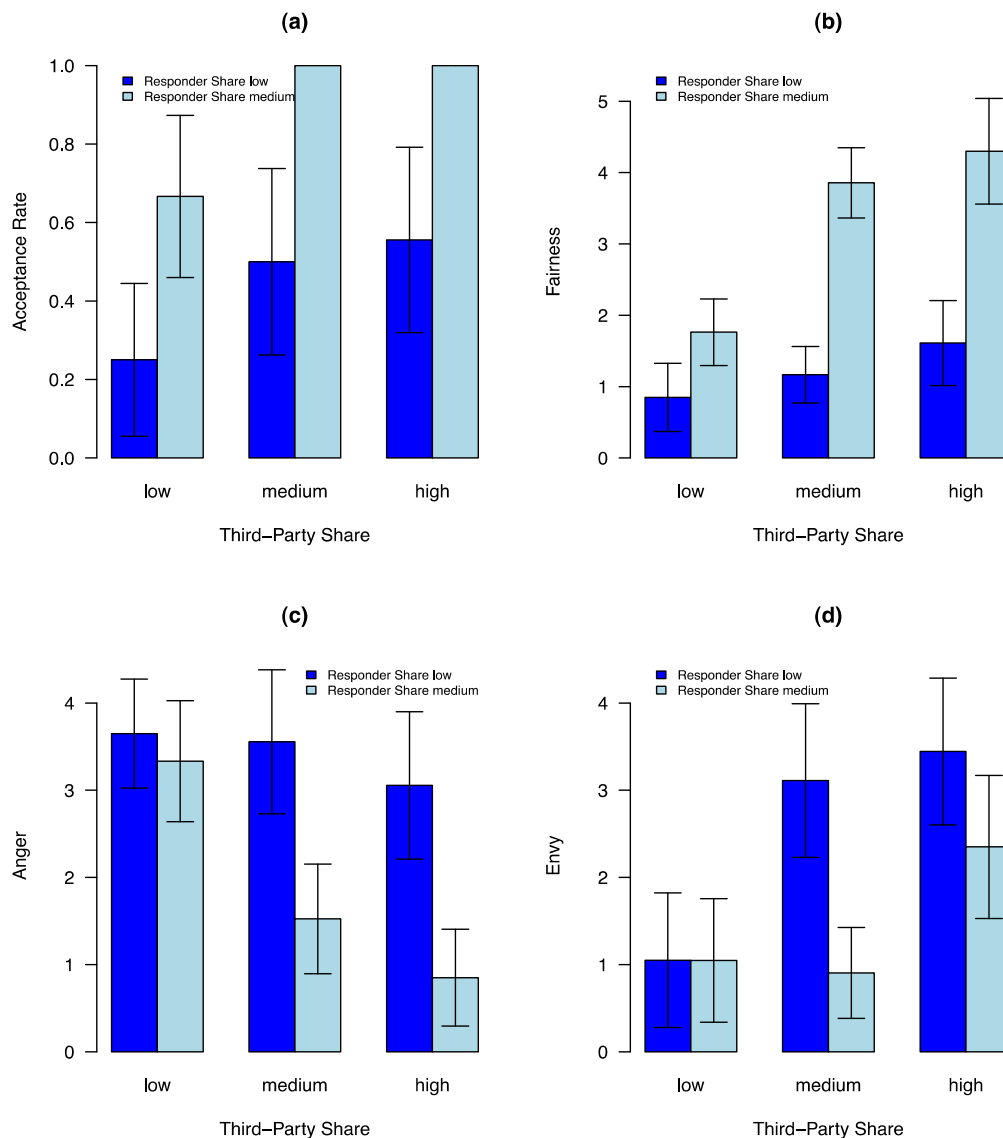 (a)
Responder Share low
Responder Share medium
1.0
0.8
0.6
0.4
0.2
0.0
Acceptance Rate
low medium high
Third−Party Share
(b)
Responder Share low
Responder Share medium
5
4
3
2
1
0
Fairness
low medium high
Third−Party Share
(c)
Responder Share low
Responder Share medium
4
3
2
1
0
Anger
low medium high
Third−Party Share
(d)
Responder Share low
Responder Share medium
4
3
2
1
0
Envy
low medium high
Third−Party Share